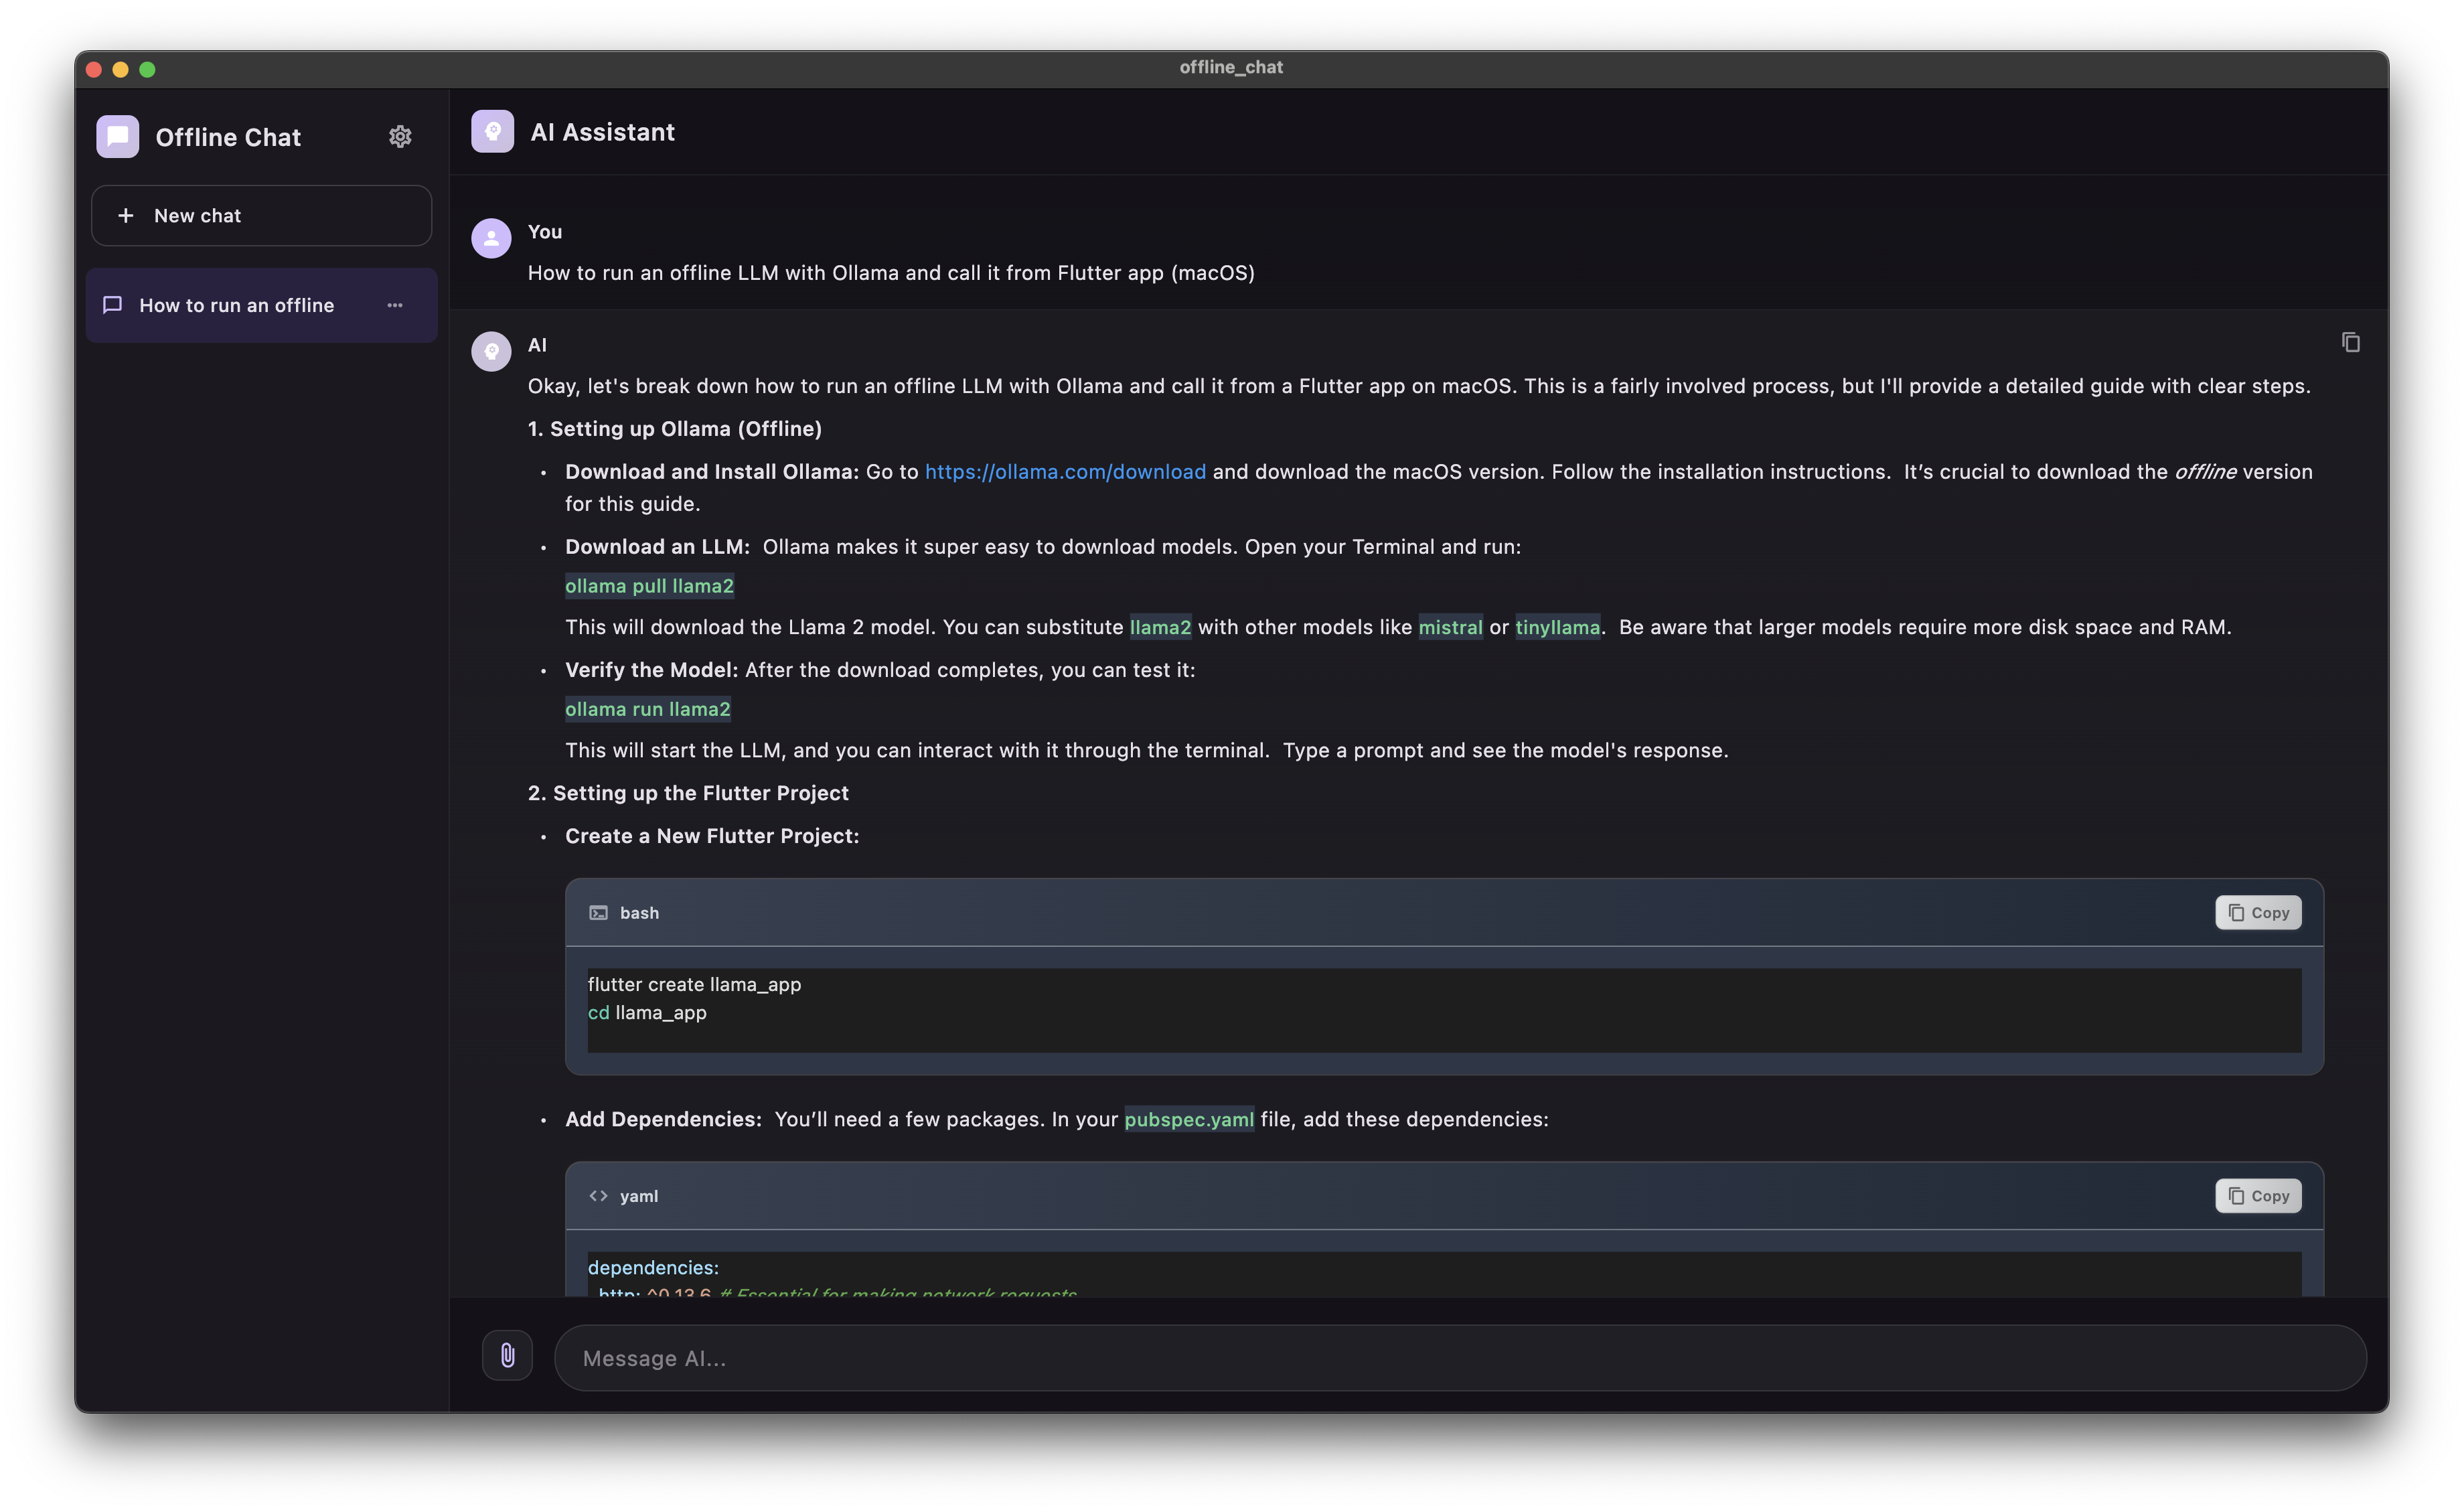 offline_chat
Offline Chat
New chat
How to run an offline
AI Assistant
You
How to run an offline LLM with Ollama and call it from Flutter app (macOS)
AI
Okay, let's break down how to run an offline LLM with Ollama and call it from a Flutter app on macOS. This is a fairly involved process, but I'll provide a detailed guide with clear steps.
1. Setting up Ollama (Offline)
• Download and Install Ollama: Go to https://ollama.com/download and download the macOS version. Follow the installation instructions.  It’s crucial to download the offline version
for this guide.
• Download an LLM:  Ollama makes it super easy to download models. Open your Terminal and run:
ollama pull llama2
This will download the Llama 2 model. You can substitute llama2 with other models like mistral or tinyllama.  Be aware that larger models require more disk space and RAM.
• Verify the Model: After the download completes, you can test it:
ollama run llama2
This will start the LLM, and you can interact with it through the terminal.  Type a prompt and see the model's response.
2. Setting up the Flutter Project
• Create a New Flutter Project:
bash
Copy
flutter create llama_app
cd llama_app
• Add Dependencies:  You’ll need a few packages. In your pubspec.yaml file, add these dependencies:
yaml
Copy
dependencies:
http: ^0.13.6 # Essential for making network requests
Message AI...